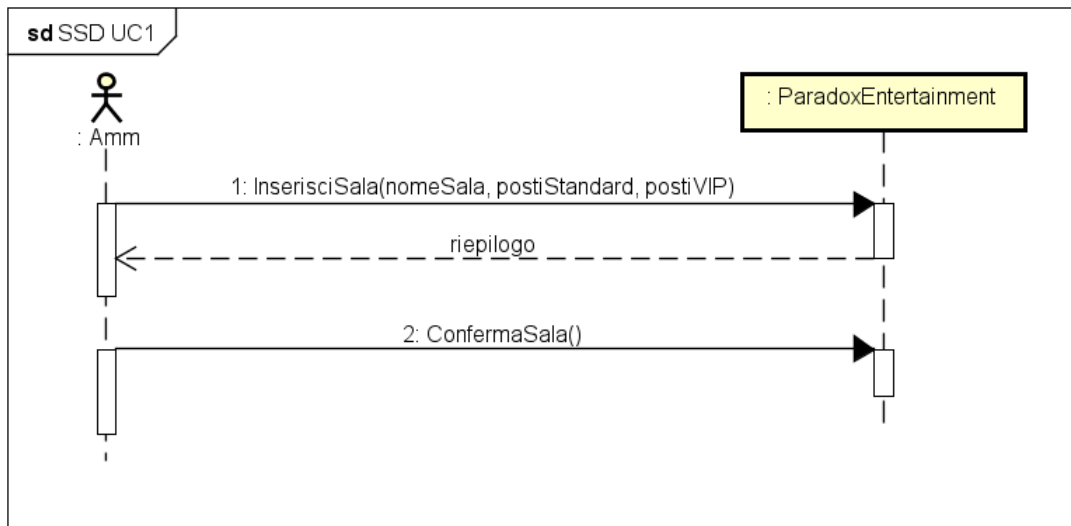 sd SSD UC1
: Amm
: ParadoxEntertainment
1: InserisciSala(nomeSala, postiStandard, postiVIP)
riepilogo
2: ConfermaSala()